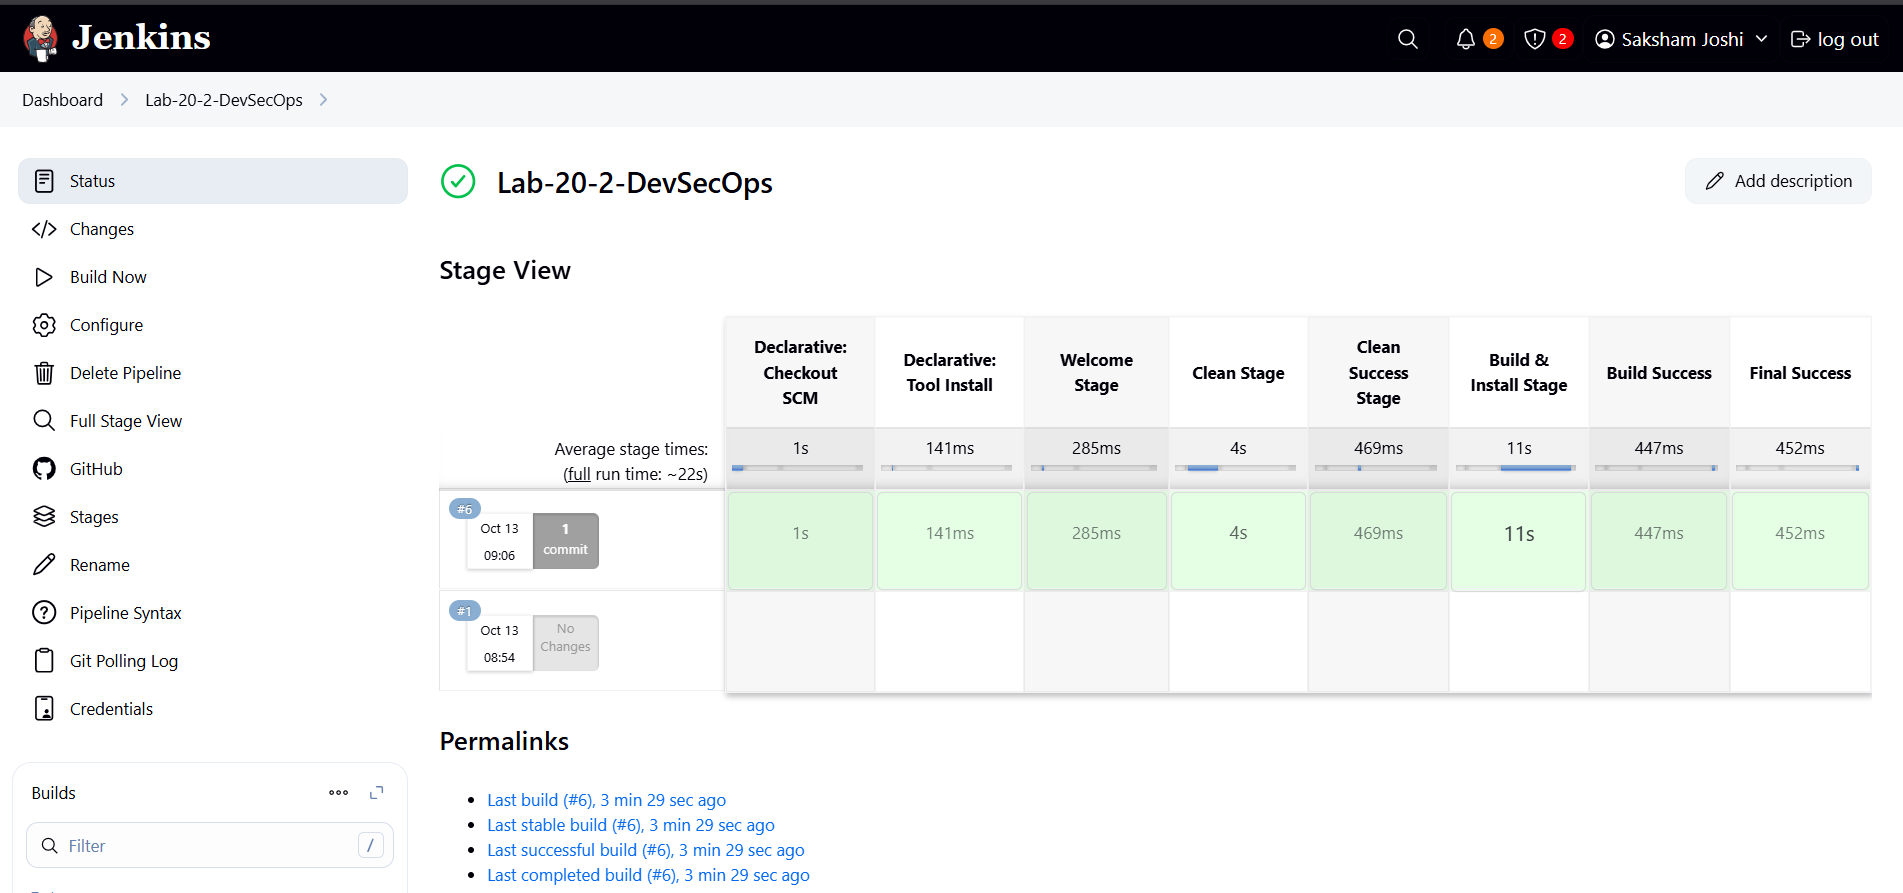 Jenkins
2
2
Saksham Joshi
log out
Dashboard
Lab-20-2-DevSecOps
Status
Changes
Build Now
Configure
Delete Pipeline
Full Stage View
GitHub
Stages
Rename
Pipeline Syntax
Git Polling Log
Credentials
Builds
Filter
/
Lab-20-2-DevSecOps
Add description
Stage View
Declarative:
Checkout
SCM
Declarative:
Tool Install
Welcome
Stage
Clean Stage
Clean
Success
Stage
Build &
Install Stage
Build Success
Final Success
Average stage times:
(full run time: ~22s)
1s
141ms
285ms
4s
469ms
11s
447ms
452ms
#6
Oct 13
09:06
1
commit
1s
141ms
285ms
4s
469ms
11s
447ms
452ms
#1
Oct 13
08:54
No
Changes
Permalinks
Last build (#6), 3 min 29 sec ago
Last stable build (#6), 3 min 29 sec ago
Last successful build (#6), 3 min 29 sec ago
Last completed build (#6), 3 min 29 sec ago